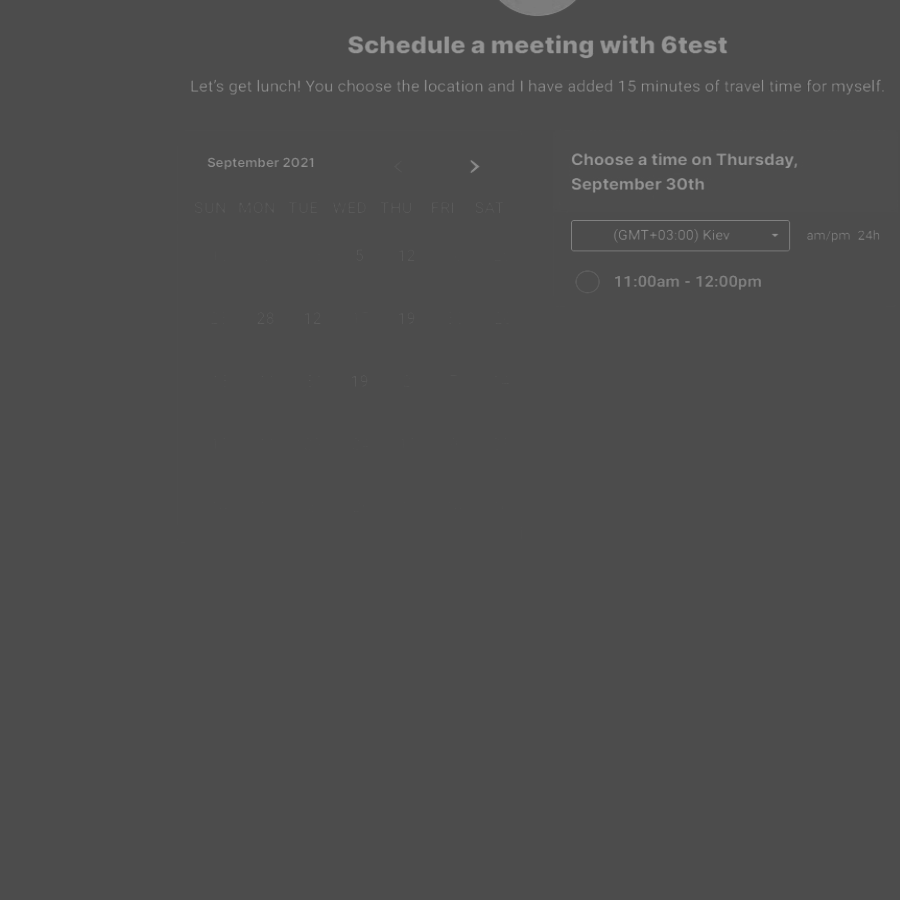 Schedule a meeting with 6test
Let's get lunch! You choose the location and I have added 15 minutes of travel time for myself.
September 2021
SUN MON TUE WED THU FRI SAT
5 12
28 12 19
19
Choose a time on Thursday,
September 30th
(GMT+03:00) Kiev
am/pm 24h
11:00am - 12:00pm